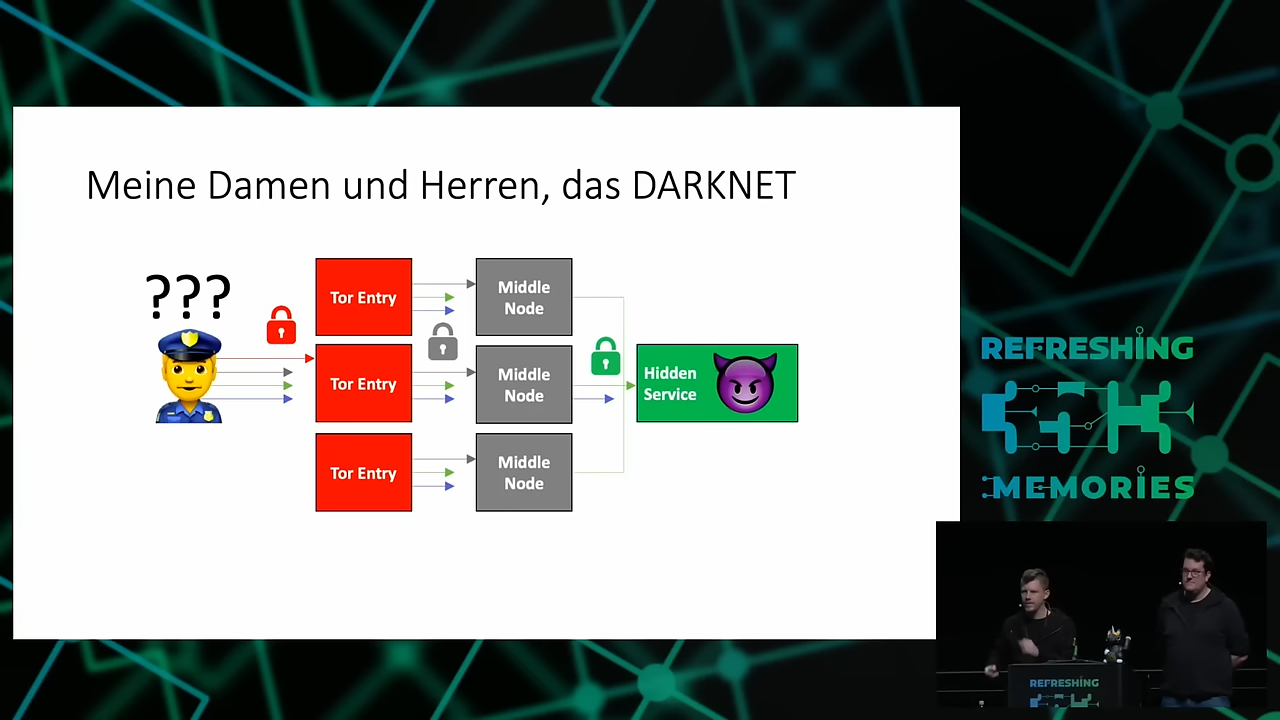 Meine Damen und Herren, das DARKNET
???
Tor Entry
Middle
Node
Tor Entry
Middle
Node
Hidden
Service
Tor Entry
Middle
Node
REFRESHING
MEMORIES
REFRESHING